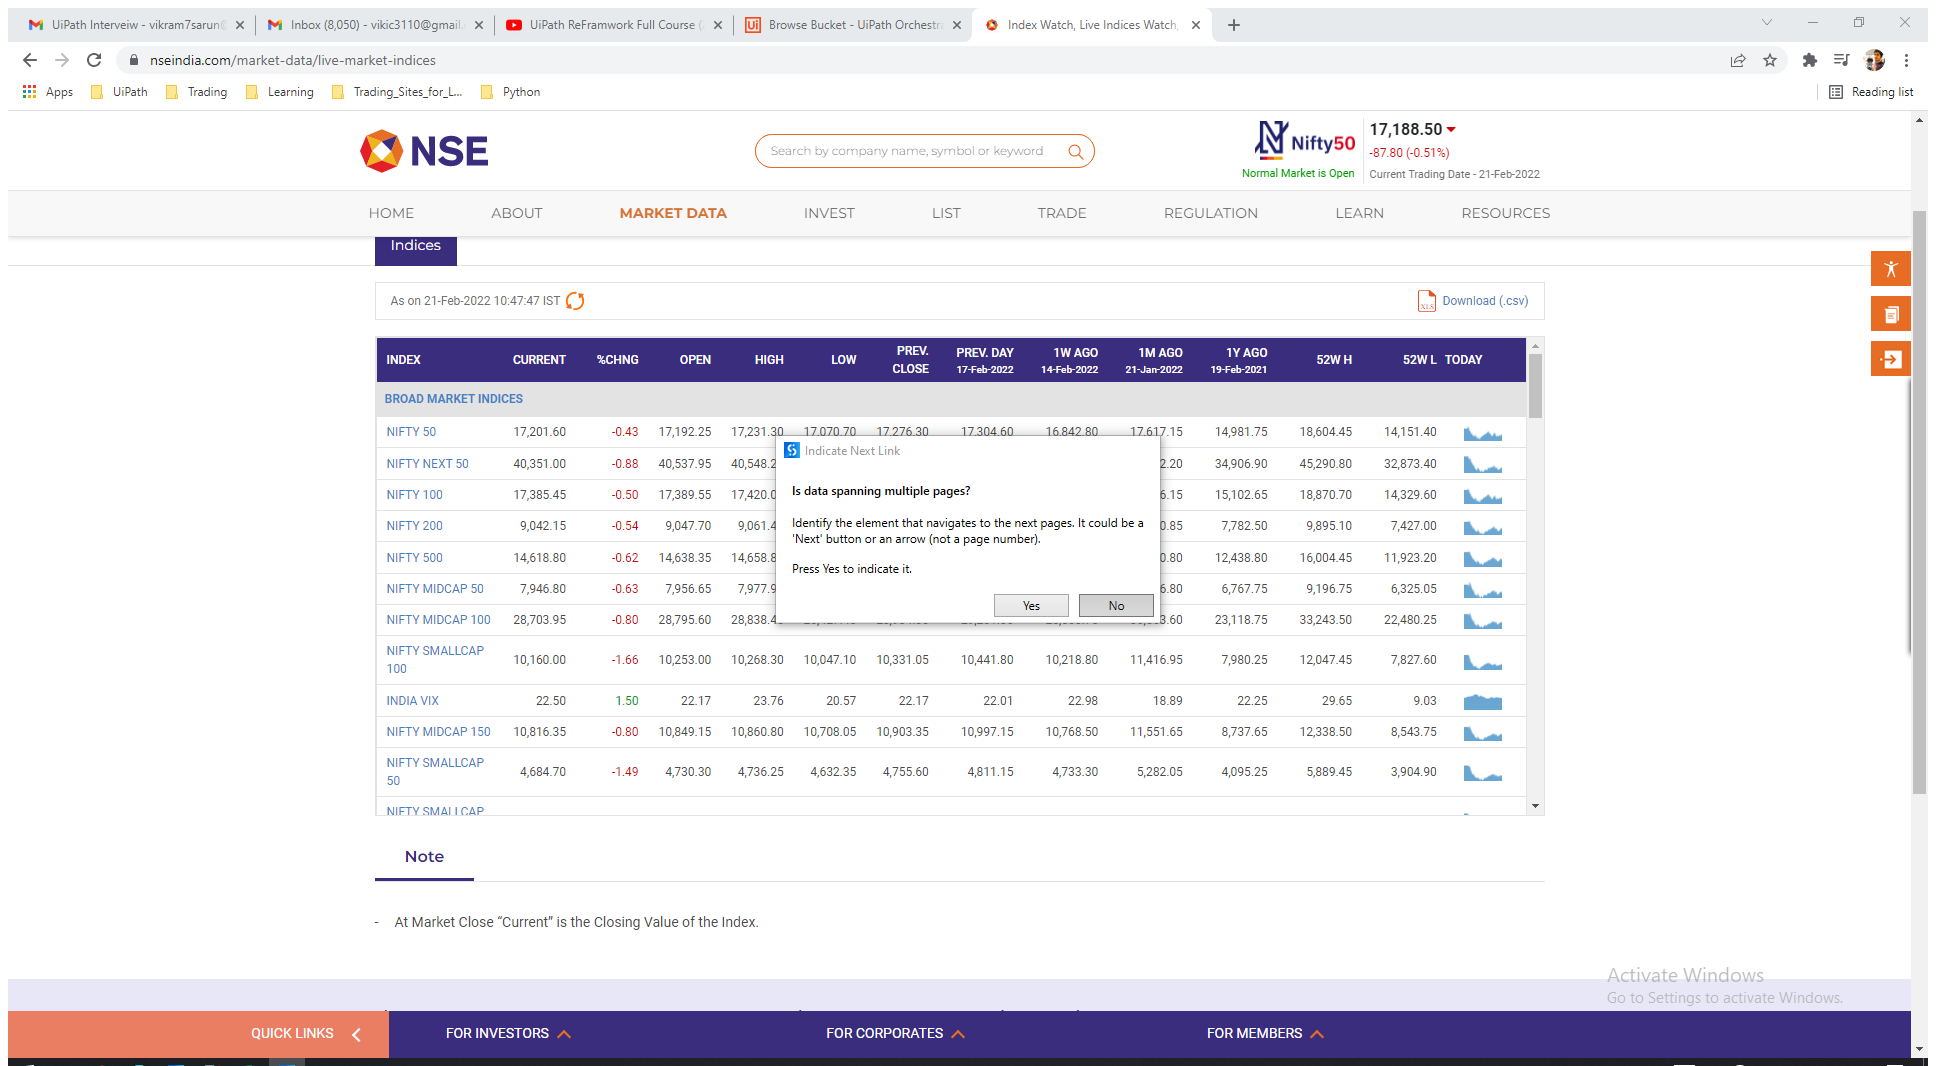 UiPath Interveiw - vikram7sarun
Inbox (8,050) - vikic3110@gmail.
UiPath ReFramwork Full Course (
Browse Bucket - UiPath Orchestr
Index Watch, Live Indices Watch,
nseindia.com/market-data/live-market-indices
Apps UiPath Trading Learning Trading_Sites_for_L... Python Reading list
NSE
Search by company name, symbol or keyword
Nifty50
Normal Market is Open
17,188.50
-87.80 (-0.51%)
Current Trading Date - 21-Feb-2022
HOME ABOUT MARKET DATA INVEST LIST TRADE REGULATION LEARN RESOURCES
Indices
As on 21-Feb-2022 10:47:47 IST
XLS Download (.csv)
INDEX CURRENT %CHNG OPEN HIGH LOW PREV. CLOSE PREV. DAY 17-Feb-2022 1W AGO 14-Feb-2022 1M AGO 21-Jan-2022 1Y AGO 19-Feb-2021 52W H 52W L TODAY
BROAD MARKET INDICES
NIFTY 50 17,201.60 -0.43 17,192.25 17,231.30 17,070.70 17,276.30 17,304.60 16,842.80 17,617.15 14,981.75 18,604.45 14,151.40
NIFTY NEXT 50 40,351.00 -0.88 40,537.95 40,548.2 2.20 34,906.90 45,290.80 32,873.40
NIFTY 100 17,385.45 -0.50 17,389.55 17,420.0 6.15 15,102.65 18,870.70 14,329.60
NIFTY 200 9,042.15 -0.54 9,047.70 9,061.4 0.85 7,782.50 9,895.10 7,427.00
NIFTY 500 14,618.80 -0.62 14,638.35 14,658.8 0.80 12,438.80 16,004.45 11,923.20
NIFTY MIDCAP 50 7,946.80 -0.63 7,956.65 7,977.9 6.80 6,767.75 9,196.75 6,325.05
NIFTY MIDCAP 100 28,703.95 -0.80 28,795.60 28,838.4 3.60 23,118.75 33,243.50 22,480.25
NIFTY SMALLCAP 100 10,160.00 -1.66 10,253.00 10,268.30 10,047.10 10,331.05 10,441.80 10,218.80 11,416.95 7,980.25 12,047.45 7,827.60
INDIA VIX 22.50 1.50 22.17 23.76 20.57 22.17 22.01 22.98 18.89 22.25 29.65 9.03
NIFTY MIDCAP 150 10,816.35 -0.80 10,849.15 10,860.80 10,708.05 10,903.35 10,997.15 10,768.50 11,551.65 8,737.65 12,338.50 8,543.75
NIFTY SMALLCAP 50 4,684.70 -1.49 4,730.30 4,736.25 4,632.35 4,755.60 4,811.15 4,733.30 5,282.05 4,095.25 5,889.45 3,904.90
NIFTY SMALLCAP
Indicate Next Link
Is data spanning multiple pages?
Identify the element that navigates to the next pages. It could be a
'Next' button or an arrow (not a page number).
Press Yes to indicate it.
Yes No
Note
- At Market Close “Current” is the Closing Value of the Index.
Activate Windows
Go to Settings to activate Windows.
QUICK LINKS FOR INVESTORS FOR CORPORATES FOR MEMBERS